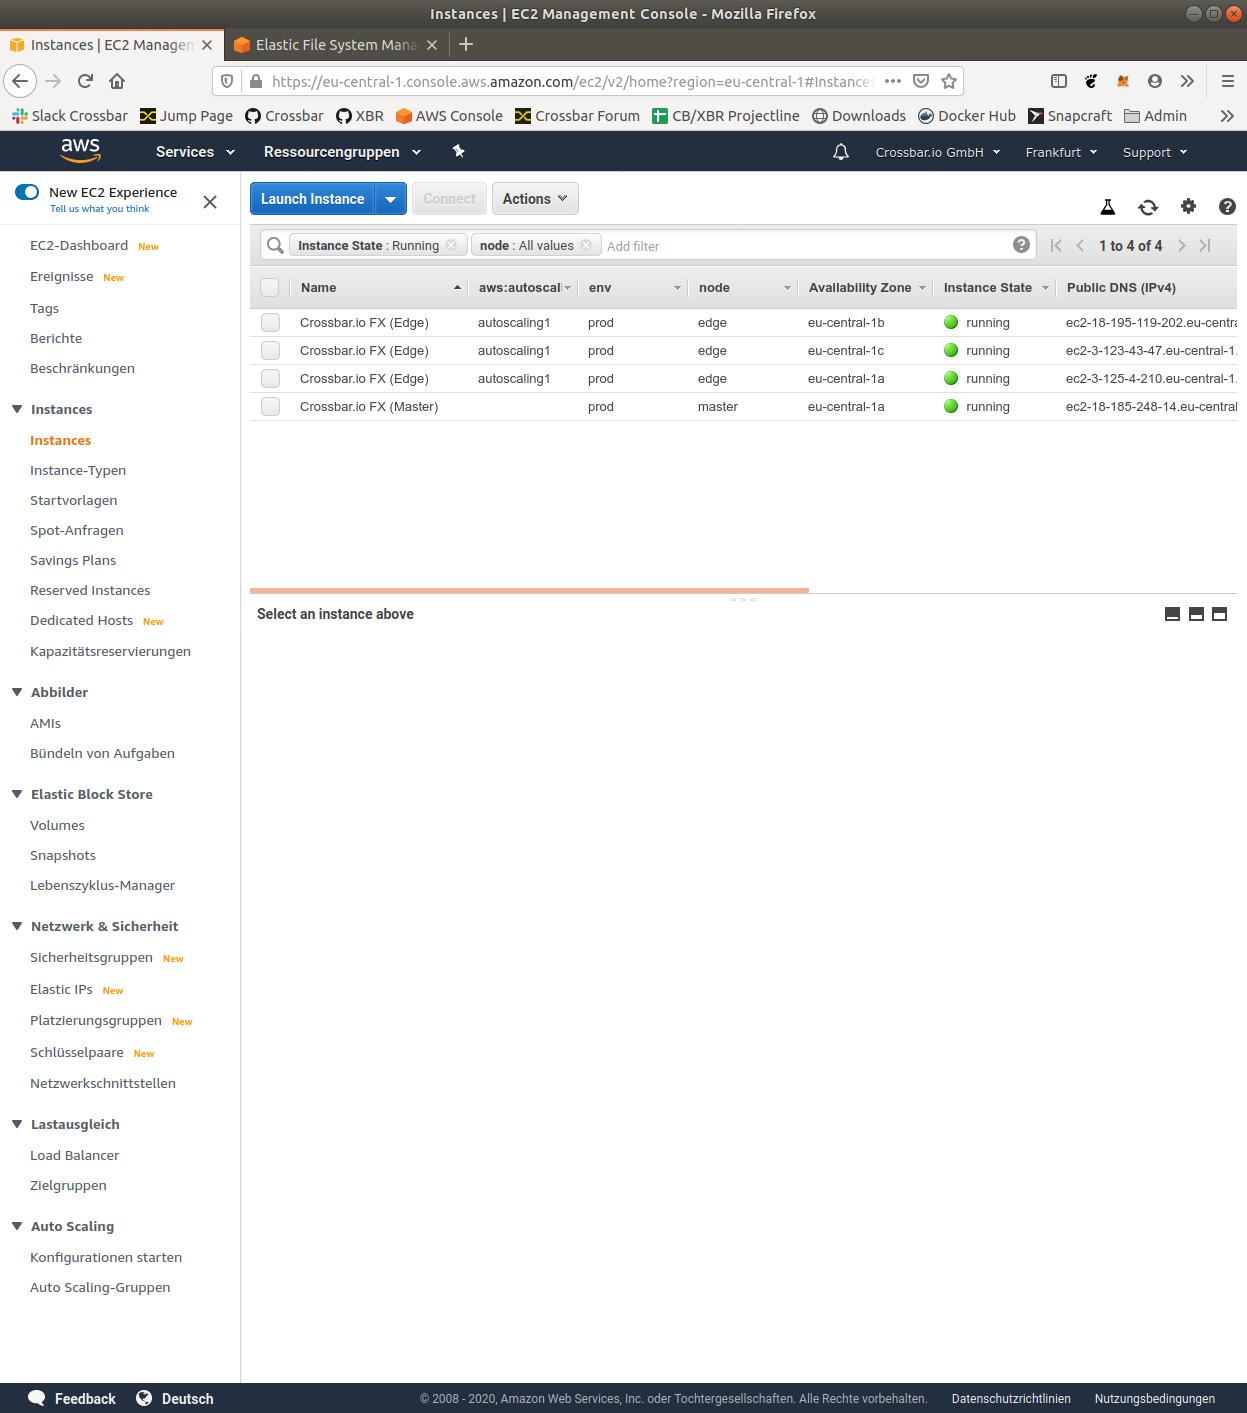 Instances | EC2 Management Console - Mozilla Firefox
Instances | EC2 Managem
Elastic File System Mana
https://eu-central-1.console.aws.amazon.com/ec2/v2/home?region=eu-central-1#Instances
Slack Crossbar Jump Page Crossbar XBR AWS Console Crossbar Forum CB/XBR Projectline Downloads Docker Hub Snapcraft Admin
aws Services Ressourcengruppen Crossbar.io GmbH Frankfurt Support
New EC2 Experience
Tell us what you think
EC2-Dashboard New
Ereignisse New
Tags
Berichte
Beschränkungen
Instances
Instances
Instance-Typen
Startvorlagen
Spot-Anfragen
Savings Plans
Reserved Instances
Dedicated Hosts New
Kapazitätsreservierungen
Abbilder
AMIs
Bündeln von Aufgaben
Elastic Block Store
Volumes
Snapshots
Lebenszyklus-Manager
Netzwerk & Sicherheit
Sicherheitsgruppen New
Elastic IPs New
Platzierungsgruppen New
Schlüsselpaare New
Netzwerkschnittstellen
Lastausgleich
Load Balancer
Zielgruppen
Auto Scaling
Konfigurationen starten
Auto Scaling-Gruppen
Launch Instance Connect Actions
Instance State : Running node : All values Add filter 1 to 4 of 4
Name aws:autoscal env node Availability Zone Instance State Public DNS (IPv4)
Crossbar.io FX (Edge) autoscaling1 prod edge eu-central-1b running ec2-18-195-119-202.eu-centra
Crossbar.io FX (Edge) autoscaling1 prod edge eu-central-1c running ec2-3-123-43-47.eu-central-1.
Crossbar.io FX (Edge) autoscaling1 prod edge eu-central-1a running ec2-3-125-4-210.eu-central-1.
Crossbar.io FX (Master) prod master eu-central-1a running ec2-18-185-248-14.eu-central
Select an instance above
Feedback Deutsch © 2008 - 2020, Amazon Web Services, Inc. oder Tochtergesellschaften. Alle Rechte vorbehalten. Datenschutzrichtlinien Nutzungsbedingungen